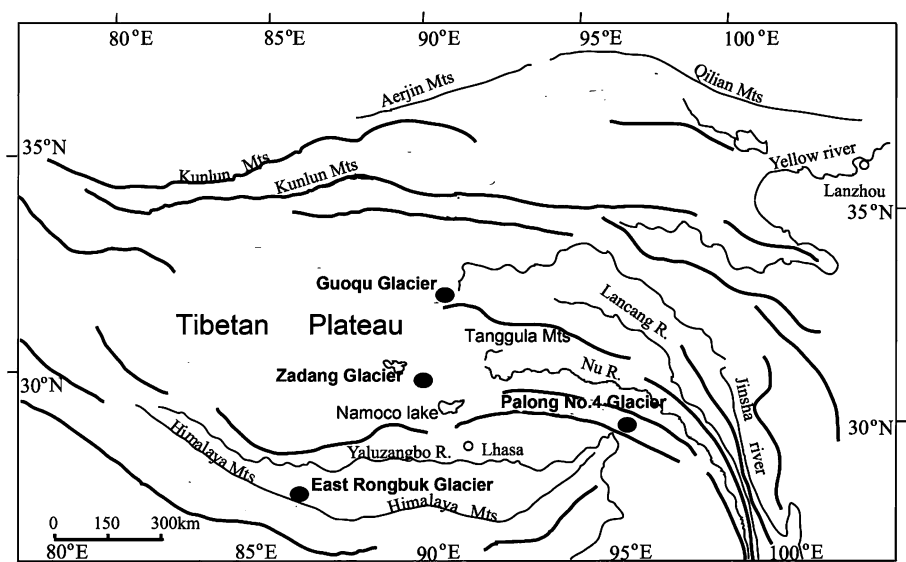 80°E 85°E 90°E 95°E 100°E
Aerjin Mts
Qilian Mts
35°N
Kunlun Mts
Kunlun Mts
Yellow river
Lanzhou
35°N
Guoqu Glacier
Lancang R.
Tibetan Plateau
Tanggula Mts
Nu R.
Zadang Glacier
30°N
Namoco lake
Palong No.4 Glacier
Jinsha river
30°N
Himalaya Mts
Yaluzangbo R.
Lhasa
East Rongbuk Glacier
Himalaya Mts
0 150 300km
80°E 85°E 90°E 95°E 100°E